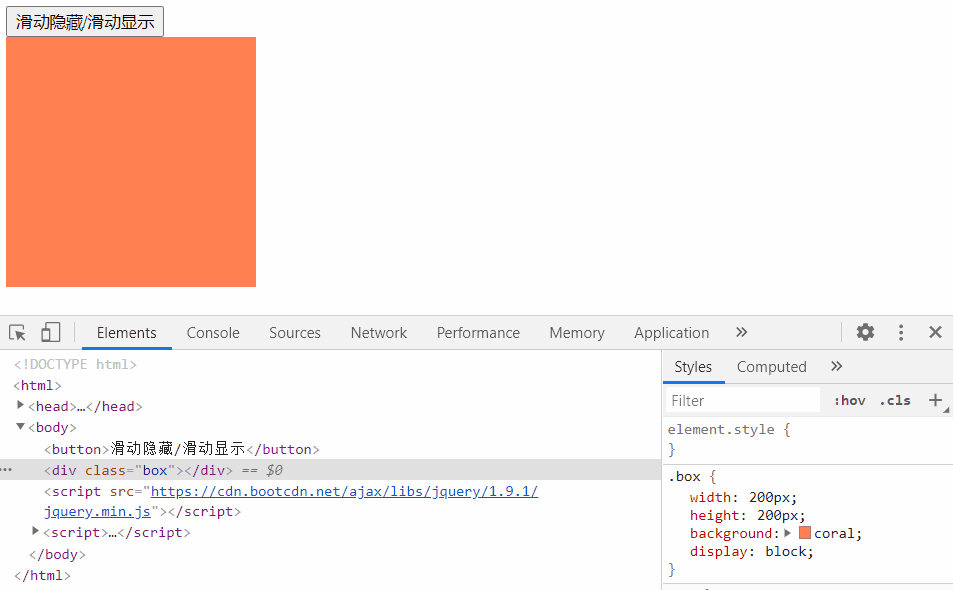 滑动隐藏/滑动显示
Elements Console Sources Network Performance Memory Application »
<!DOCTYPE html>
<html>
<head>…</head>
<body>
<button>滑动隐藏/滑动显示</button>
<div class="box"></div> == $0
<script src="https://cdn.bootcdn.net/ajax/libs/jquery/1.9.1/
jquery.min.js"></script>
<script>…</script>
</body>
</html>
Styles Computed »
Filter :hov .cls +
element.style {
}
.box {
width: 200px;
height: 200px;
background: coral;
display: block;
}